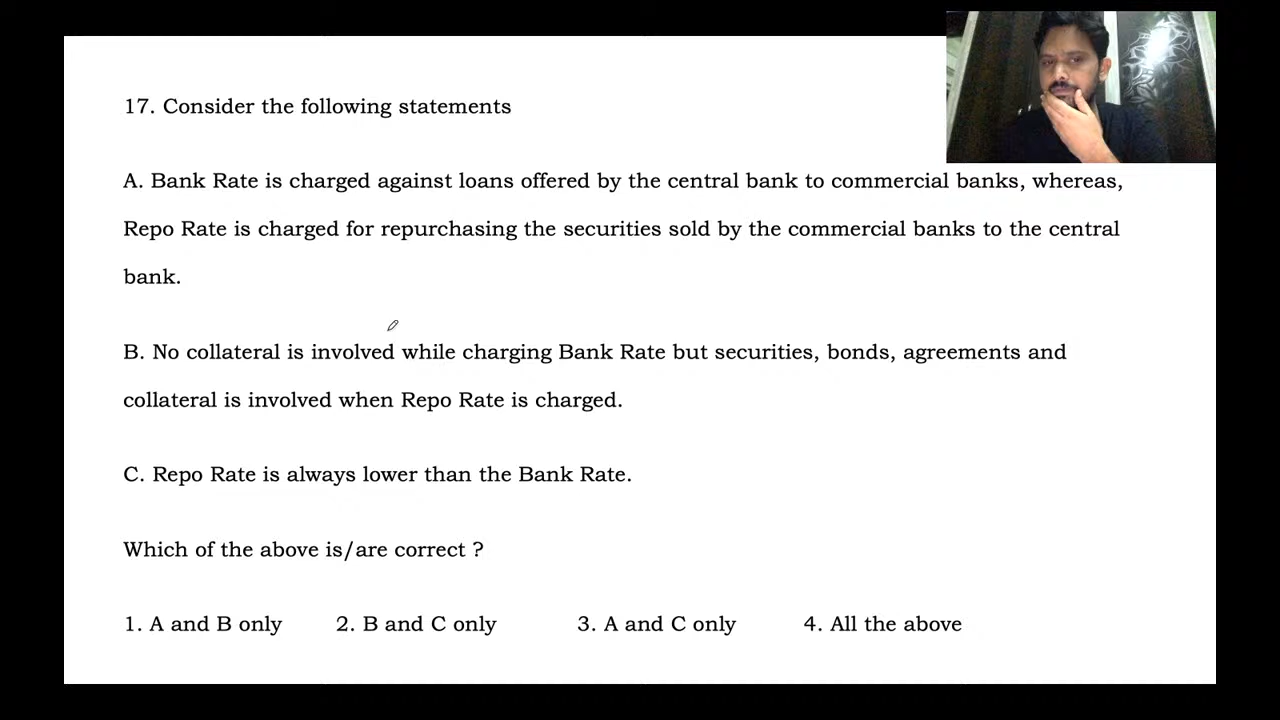 17. Consider the following statements
A. Bank Rate is charged against loans offered by the central bank to commercial banks, whereas,
Repo Rate is charged for repurchasing the securities sold by the commercial banks to the central
bank.
B. No collateral is involved while charging Bank Rate but securities, bonds, agreements and
collateral is involved when Repo Rate is charged.
C. Repo Rate is always lower than the Bank Rate.
Which of the above is/are correct ?
1. A and B only 2. B and C only 3. A and C only 4. All the above